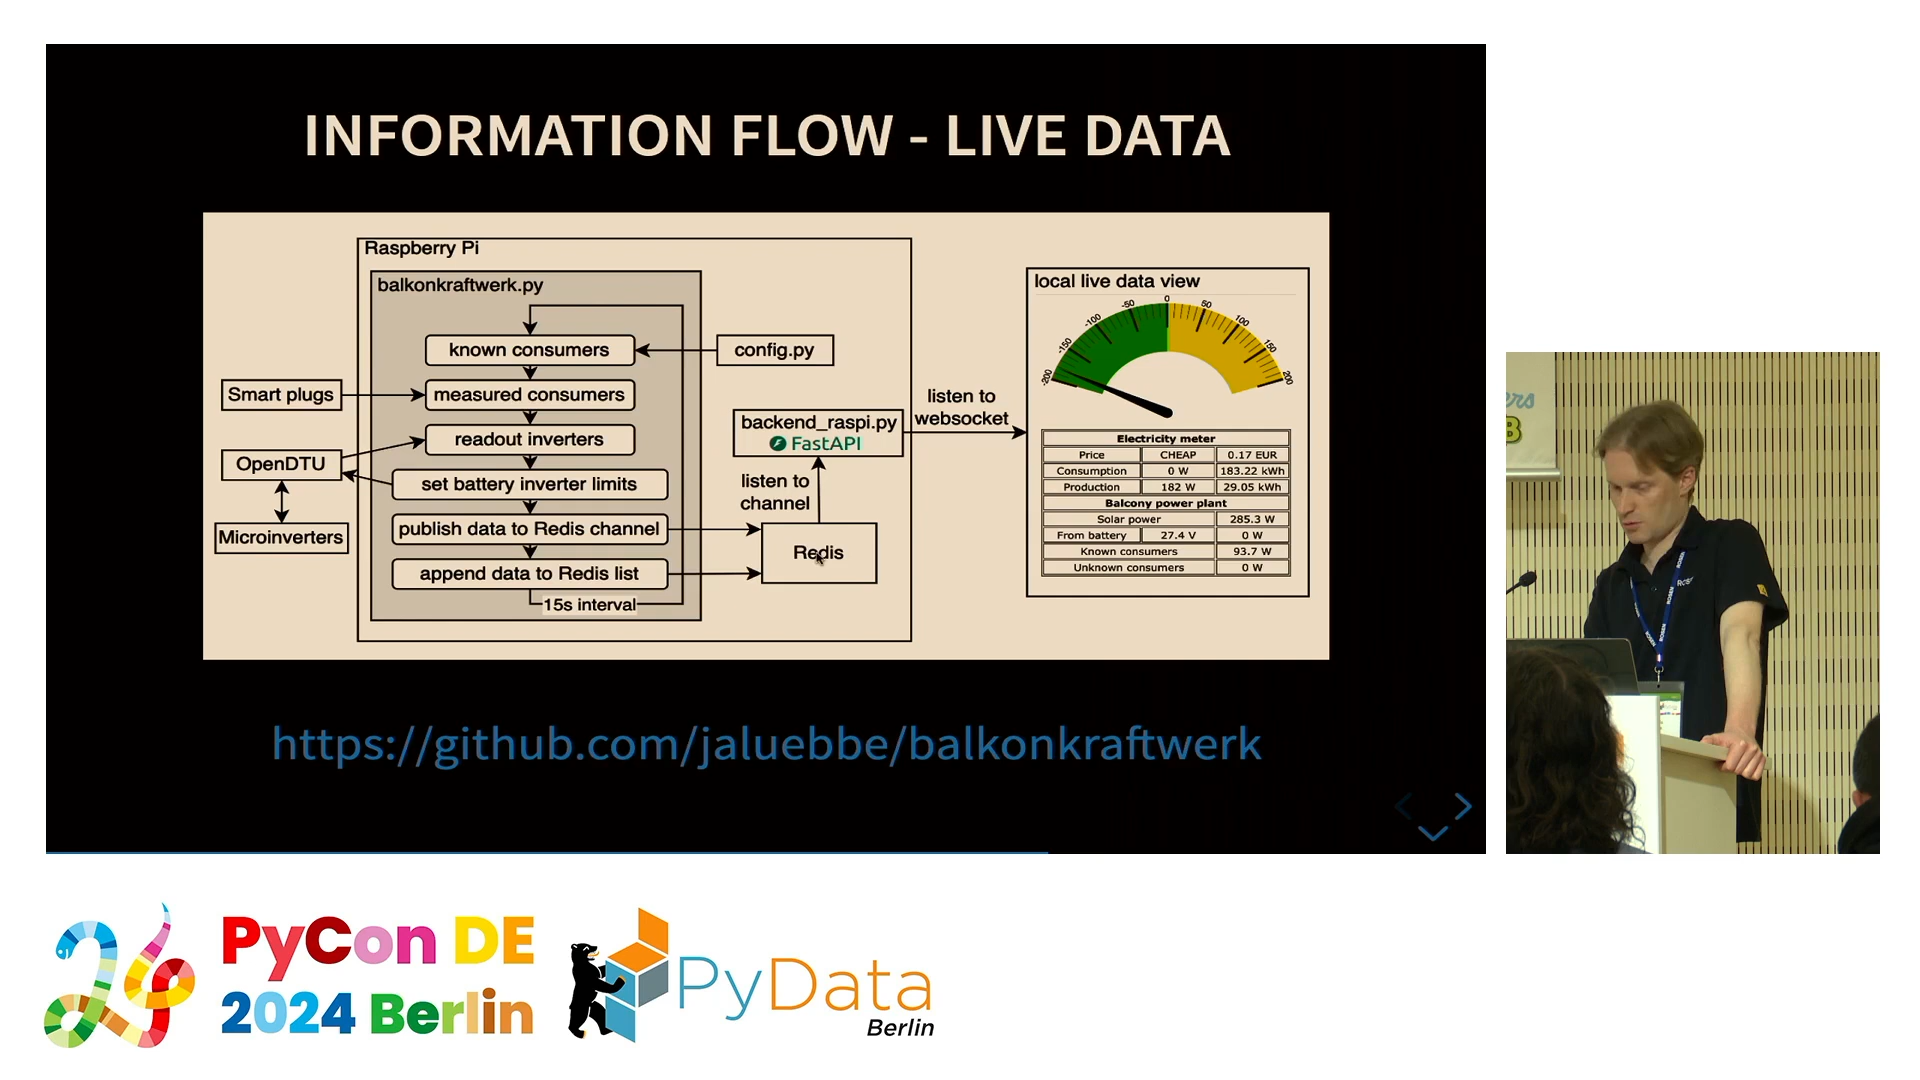 INFORMATION FLOW - LIVE DATA
Raspberry Pi
balkonkraftwerk.py
known consumers
measured consumers
readout inverters
set battery inverter limits
publish data to Redis channel
append data to Redis list
15s interval
config.py
Smart plugs
OpenDTU
Microinverters
backend_raspi.py
FastAPI
listen to
channel
Redis
listen to
websocket
local live data view
-200 -150 -100 -50 0 50 100 150 200
Electricity meter
Price CHEAP 0.17 EUR
Consumption 0 W 183.22 kWh
Production 182 W 29.05 kWh
Balcony power plant
Solar power 285.3 W
From battery 27.4 V 0 W
Known consumers 93.7 W
Unknown consumers 0 W
https://github.com/jaluebbe/balkonkraftwerk
PyCon DE
2024 Berlin
PyData
Berlin
ROSEN